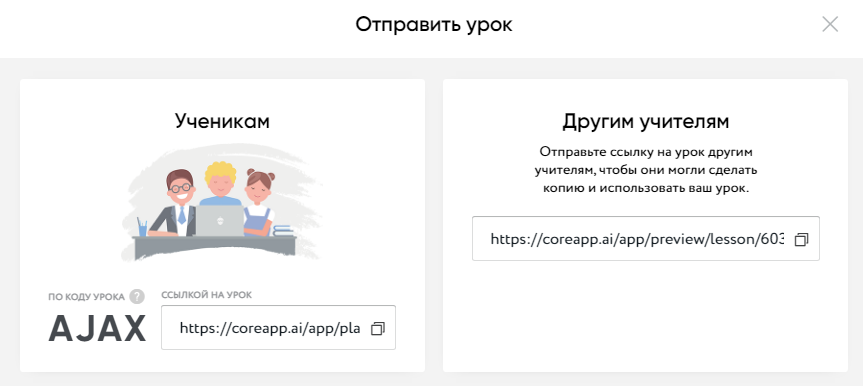 Отправить урок
Ученикам
ПО КОДУ УРОКА ?
AJAX
ССЫЛКОЙ НА УРОК
https://coreapp.ai/app/pla
Другим учителям
Отправьте ссылку на урок другим
учителям, чтобы они могли сделать
копию и использовать ваш урок.
https://coreapp.ai/app/preview/lesson/603